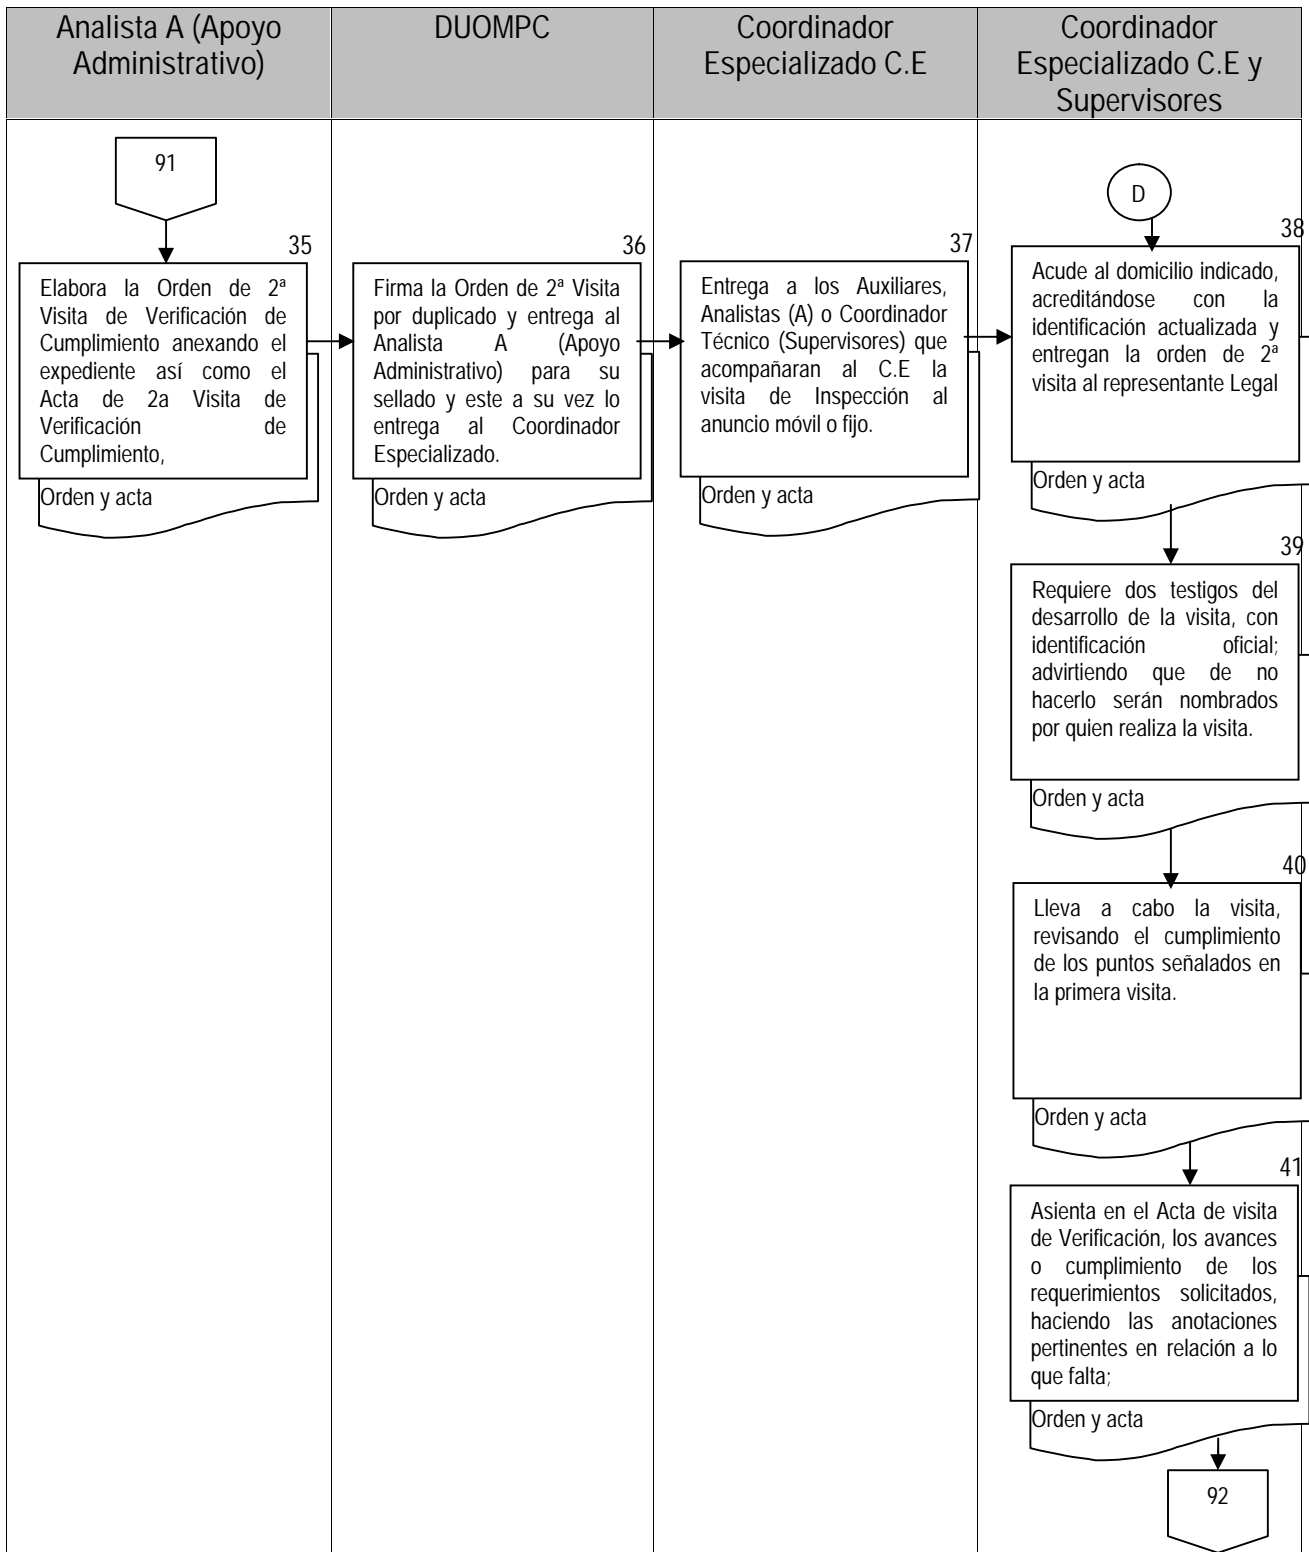 Analista A (Apoyo
Administrativo)
DUOMPC
Coordinador
Especializado C.E
Coordinador
Especializado C.E y
Supervisores
91
35
Elabora la Orden de 2ª
Visita de Verificación de
Cumplimiento anexando el
expediente así como el
Acta de 2a Visita de
Verificación de
Cumplimiento,
Orden y acta
36
Firma la Orden de 2ª Visita
por duplicado y entrega al
Analista A (Apoyo
Administrativo) para su
sellado y este a su vez lo
entrega al Coordinador
Especializado.
Orden y acta
37
Entrega a los Auxiliares,
Analistas (A) o Coordinador
Técnico (Supervisores) que
acompañaran al C.E la
visita de Inspección al
anuncio móvil o fijo.
Orden y acta
D
38
Acude al domicilio indicado,
acreditándose con la
identificación actualizada y
entregan la orden de 2ª
visita al representante Legal
Orden y acta
39
Requiere dos testigos del
desarrollo de la visita, con
identificación oficial;
advirtiendo que de no
hacerlo serán nombrados
por quien realiza la visita.
Orden y acta
40
Lleva a cabo la visita,
revisando el cumplimiento
de los puntos señalados en
la primera visita.
Orden y acta
41
Asienta en el Acta de visita
de Verificación, los avances
o cumplimiento de los
requerimientos solicitados,
haciendo las anotaciones
pertinentes en relación a lo
que falta;
Orden y acta
92